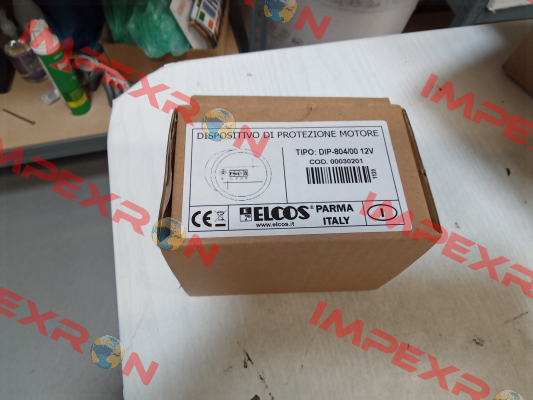 DISPOSITIVO DI PROTEZIONE MOTORE
TIPO: DIP-804/00 12V
COD. 00030201
CE
ELCOS® PARMA
www.elcos.it ITALY
I
IMPEXRON
IMPEXRON
IMPEXRON
IMPEXRON
IMPEXRON